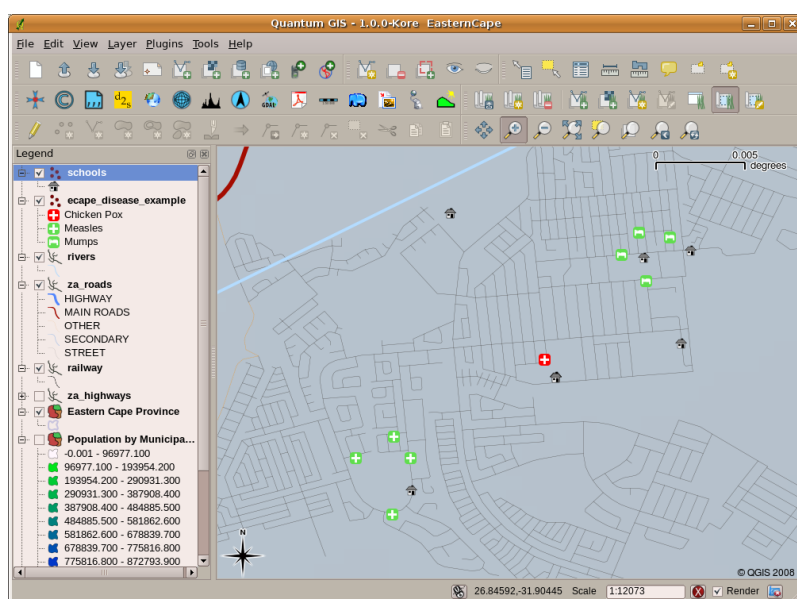 Quantum GIS - 1.0.0-Kore  EasternCape
File Edit View Layer Plugins Tools Help
Legend
schools
ecape_disease_example
Chicken Pox
Measles
Mumps
rivers
za_roads
HIGHWAY
MAIN ROADS
OTHER
SECONDARY
STREET
railway
za_highways
Eastern Cape Province
Population by Municipa...
-0.001 - 96977.100
96977.100 - 193954.200
193954.200 - 290931.300
290931.300 - 387908.400
387908.400 - 484885.500
484885.500 - 581862.600
581862.600 - 678839.700
678839.700 - 775816.800
775816.800 - 872793.900
0 0.005
degrees
N
© QGIS 2008
26.84592,-31.90445 Scale 1:12073 Render